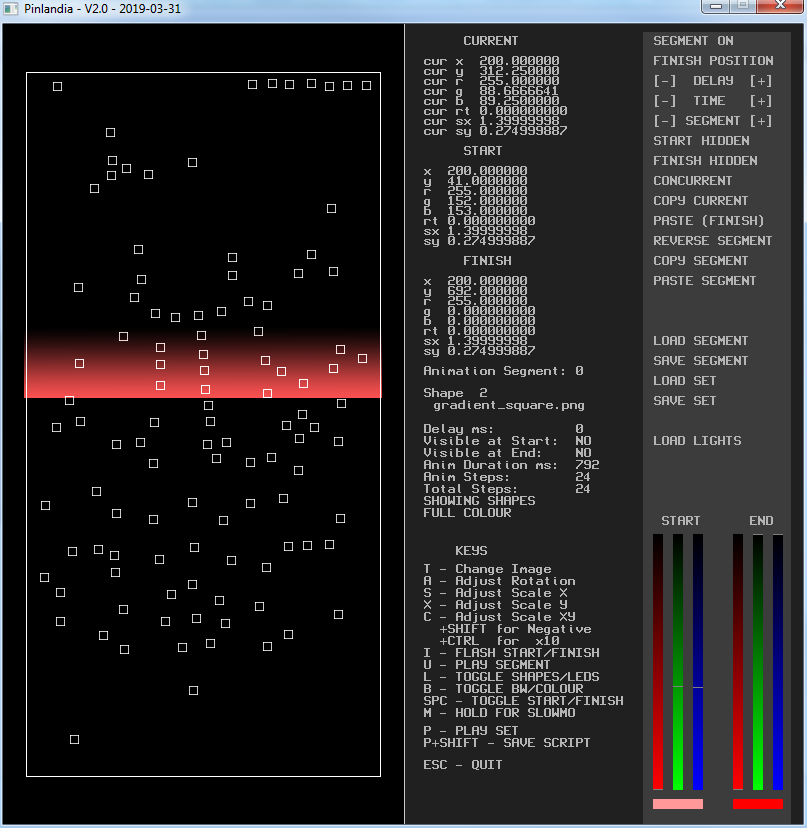 Pinlandia - V2.0 - 2019-03-31
CURRENT
cur x 200.000000
cur y 312.250000
cur r 255.000000
cur g 88.6666641
cur b 89.2500000
cur rt 0.000000000
cur sx 1.39999998
cur sy 0.274999887
START
x 200.000000
y 41.0000000
r 255.000000
g 152.000000
b 153.000000
rt 0.000000000
sx 1.39999998
sy 0.274999887
FINISH
x 200.000000
y 692.000000
r 255.000000
g 0.00000000
b 0.00000000
rt 0.000000000
sx 1.39999998
sy 0.274999887
Animation Segment: 0
Shape 2
gradient_square.png
Delay ms: 0
Visible at Start: NO
Visible at End: NO
Anim Duration ms: 792
Anim Steps: 24
Total Steps: 24
SHOWING SHAPES
FULL COLOUR
KEYS
T - Change Image
A - Adjust Rotation
S - Adjust Scale X
X - Adjust Scale Y
C - Adjust Scale XY
+SHIFT for Negative
+CTRL for x10
I - FLASH START/FINISH
U - PLAY SEGMENT
L - TOGGLE SHAPES/LEDS
B - TOGGLE BW/COLOUR
SPC - TOGGLE START/FINISH
M - HOLD FOR SLOWMO
P - PLAY SET
P+SHIFT - SAVE SCRIPT
ESC - QUIT
SEGMENT ON
FINISH POSITION
[-] DELAY [+]
[-] TIME [+]
[-] SEGMENT [+]
START HIDDEN
FINISH HIDDEN
CONCURRENT
COPY CURRENT
PASTE (FINISH)
REVERSE SEGMENT
COPY SEGMENT
PASTE SEGMENT
LOAD SEGMENT
SAVE SEGMENT
LOAD SET
SAVE SET
LOAD LIGHTS
START END